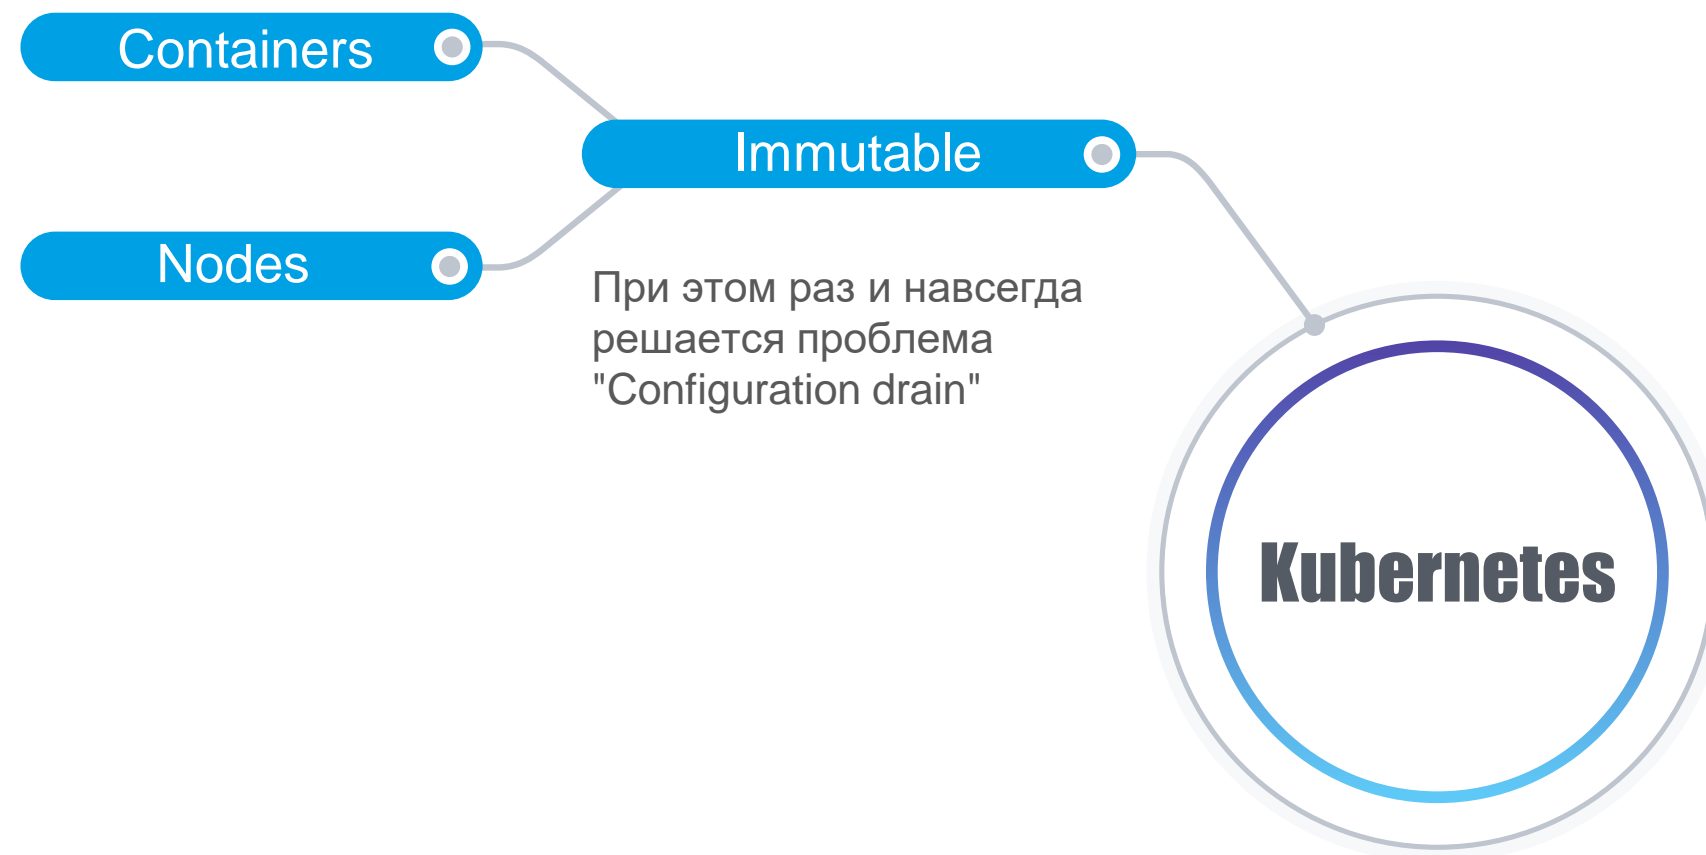 Containers
Immutable
Nodes
При этом раз и навсегда
решается проблема
"Configuration drain"
Kubernetes